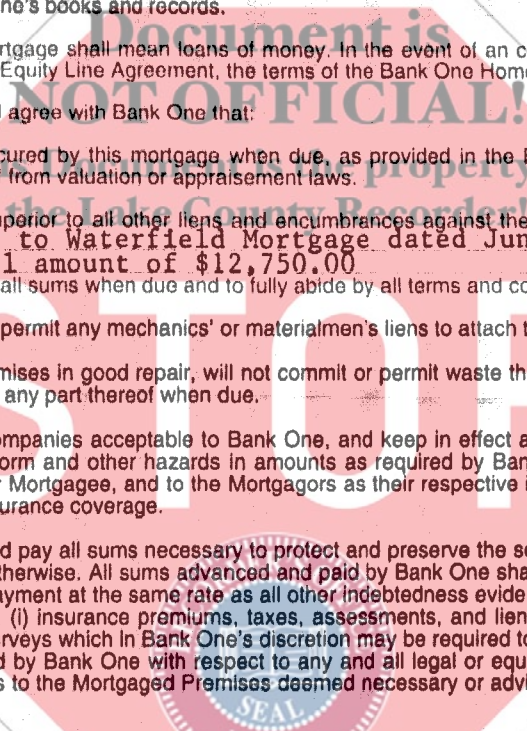 ne's books and records.
Document is
rtgage shall mean loans of money. In the event of an c
Equity Line Agreement, the terms of the Bank One Hom
NOT OFFICIAL!
agree with Bank One that:
cured by this mortgage when due, as provided in the
This Document is the property
from valuation or appraisement laws.
uperior to all other liens and encumbrances against the
the Lake County Recorder!
to Waterfield Mortgage dated Jun
l amount of $12,750.00
all sums when due and to fully abide by all terms and co
permit any mechanics' or materialmen's liens to attach t
STOP
mises in good repair, will not commit or permit waste th
any part thereof when due.
ompanies acceptable to Bank One, and keep in effect a
orm and other hazards in amounts as required by Ban
Mortgagee, and to the Mortgagors as their respective i
urance coverage.
d pay all sums necessary to protect and preserve the se
therwise. All sums advanced and paid by Bank One sha
ayment at the same rate as all other indebtedness evide
(i) insurance premiums, taxes, assessments, and lien
rveys which in Bank One's discretion may be required to
d by Bank One with respect to any and all legal or equi
s to the Mortgaged Premises deemed necessary or advi
SEAL